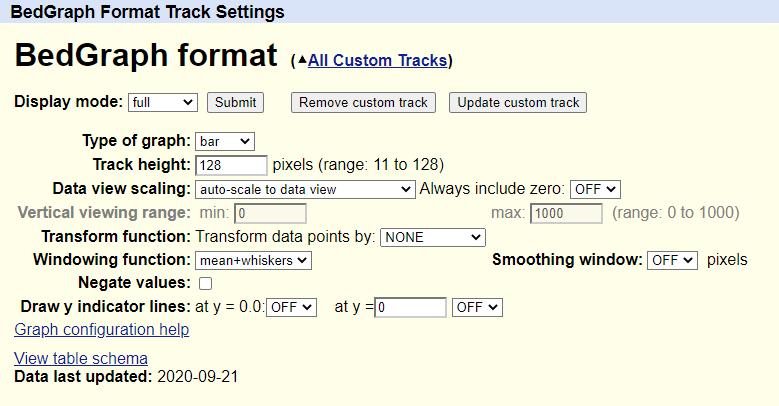 BedGraph Format Track Settings
BedGraph format (▲All Custom Tracks)
Display mode: full Submit Remove custom track Update custom track
Type of graph: bar
Track height: 128 pixels (range: 11 to 128)
Data view scaling: auto-scale to data view Always include zero: OFF
Vertical viewing range: min: 0 max: 1000 (range: 0 to 1000)
Transform function: Transform data points by: NONE
Windowing function: mean+whiskers Smoothing window: OFF pixels
Negate values:
Draw y indicator lines: at y = 0.0: OFF at y = 0 OFF
Graph configuration help
View table schema
Data last updated: 2020-09-21